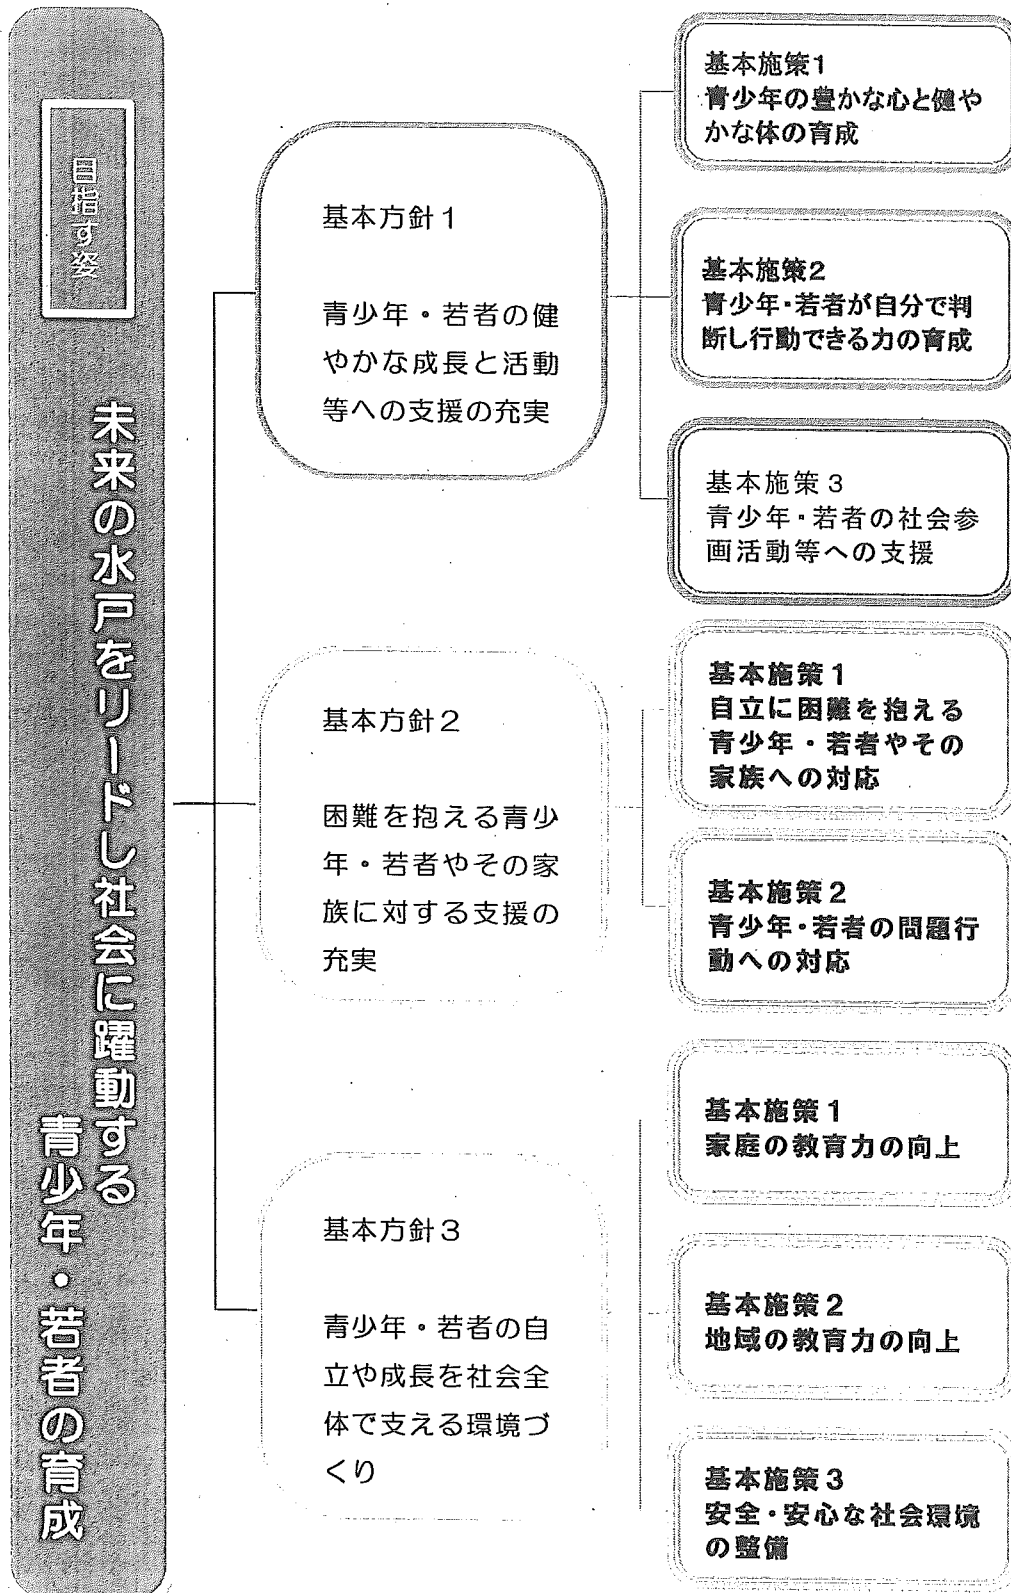 目指す姿
未来の水戸をリードし社会に躍動する
青少年・若者の育成
基本方針1
青少年・若者の健
やかな成長と活動
等への支援の充実
基本施策1
青少年の豊かな心と健や
かな体の育成
基本施策2
青少年・若者が自分で判
断し行動できる力の育成
基本施策3
青少年・若者の社会参
画活動等への支援
基本方針2
困難を抱える青少
年・若者やその家
族に対する支援の
充実
基本施策1
自立に困難を抱える
青少年・若者やその
家族への対応
基本施策2
青少年・若者の問題行
動への対応
基本方針3
青少年・若者の自
立や成長を社会全
体で支える環境づ
くり
基本施策1
家庭の教育力の向上
基本施策2
地域の教育力の向上
基本施策3
安全・安心な社会環境
の整備